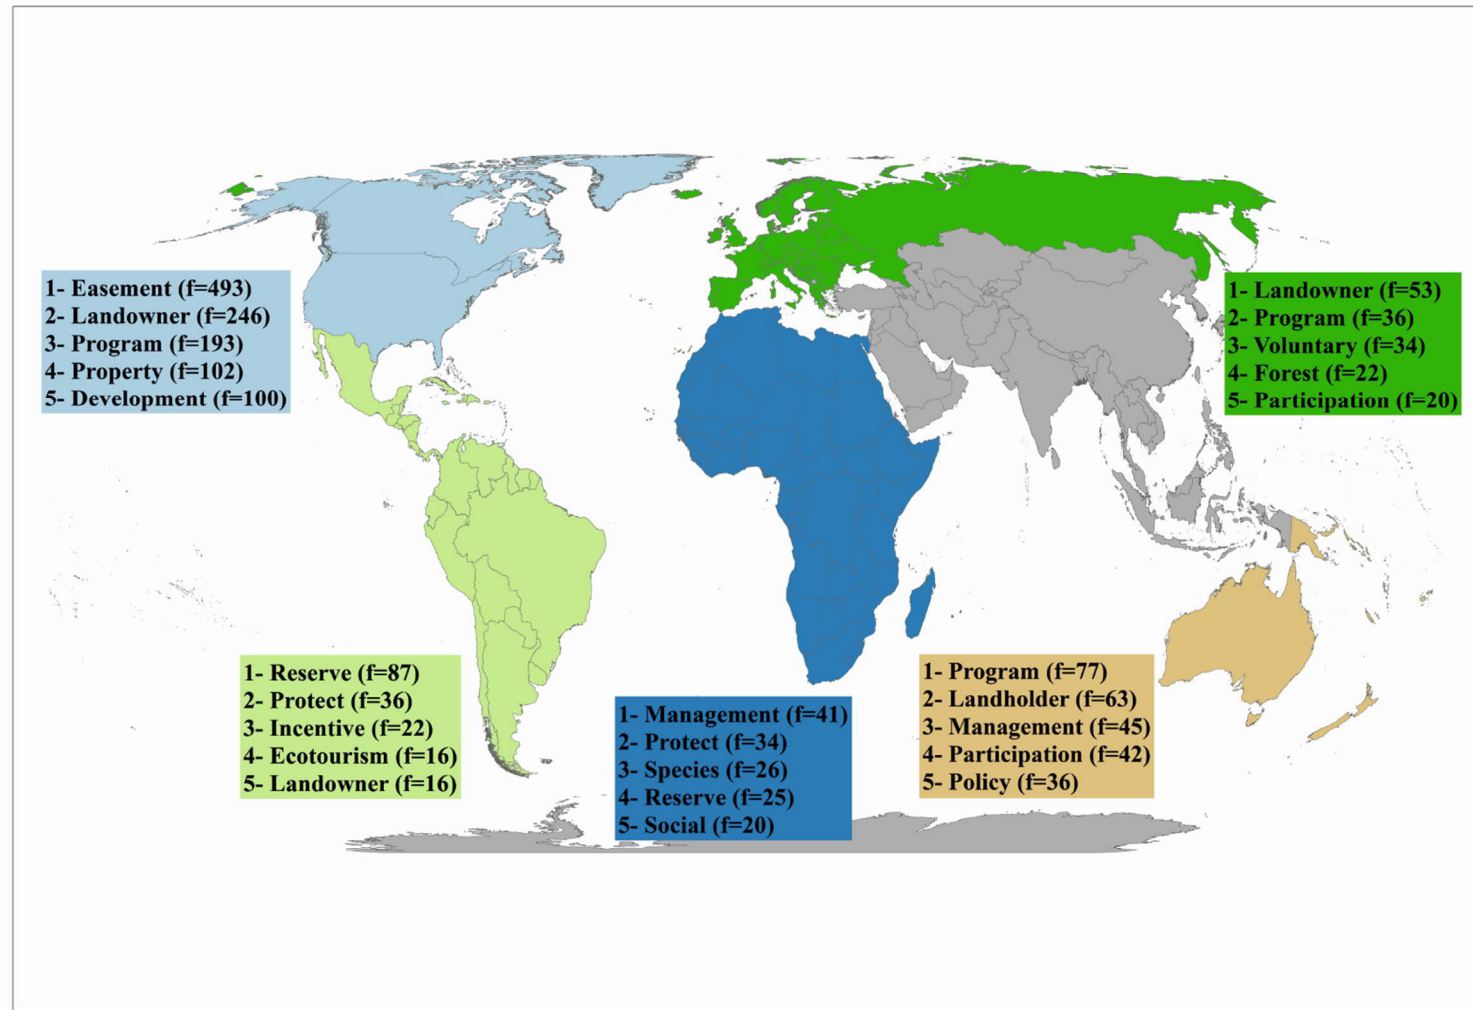 1- Easement (f=493)
2- Landowner (f=246)
3- Program (f=193)
4- Property (f=102)
5- Development (f=100)
1- Landowner (f=53)
2- Program (f=36)
3- Voluntary (f=34)
4- Forest (f=22)
5- Participation (f=20)
1- Reserve (f=87)
2- Protect (f=36)
3- Incentive (f=22)
4- Ecotourism (f=16)
5- Landowner (f=16)
1- Management (f=41)
2- Protect (f=34)
3- Species (f=26)
4- Reserve (f=25)
5- Social (f=20)
1- Program (f=77)
2- Landholder (f=63)
3- Management (f=45)
4- Participation (f=42)
5- Policy (f=36)